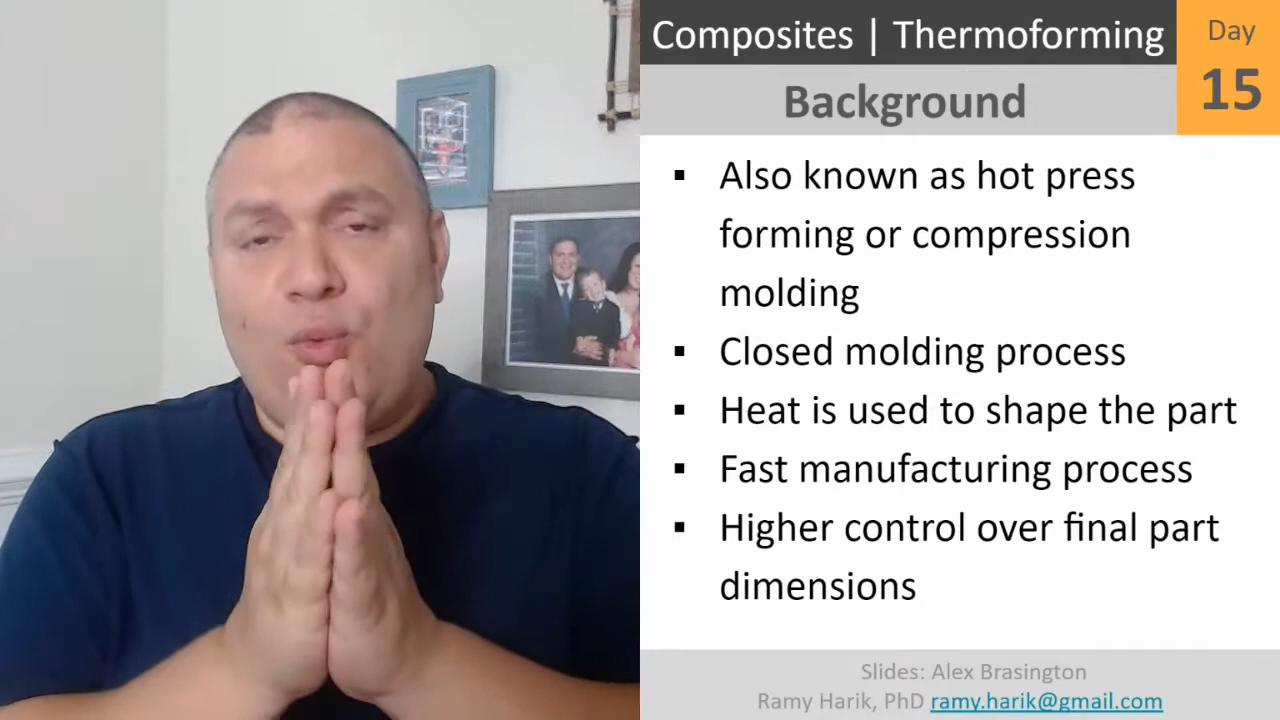 Composites | Thermoforming
Day
15
Background
▪ Also known as hot press
forming or compression
molding
▪ Closed molding process
▪ Heat is used to shape the part
▪ Fast manufacturing process
▪ Higher control over final part
dimensions
Slides: Alex Brasington
Ramy Harik, PhD ramy.harik@gmail.com